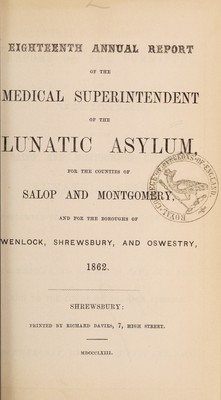 EIGHTEENTH ANNUAL REPORT
OF THE
MEDICAL SUPERINTENDENT
OF THE
LUNATIC ASYLUM,
FOR THE COUNTIES OF
SALOP AND MONTGOMERY,
AND FOR THE BOROUGHS OF
WENLOCK, SHREWSBURY, AND OSWESTRY,
1862.
SHREWSBURY:
PRINTED BY RICHARD DAVIES, 7, HIGH STREET.
MDCCCLXIII.